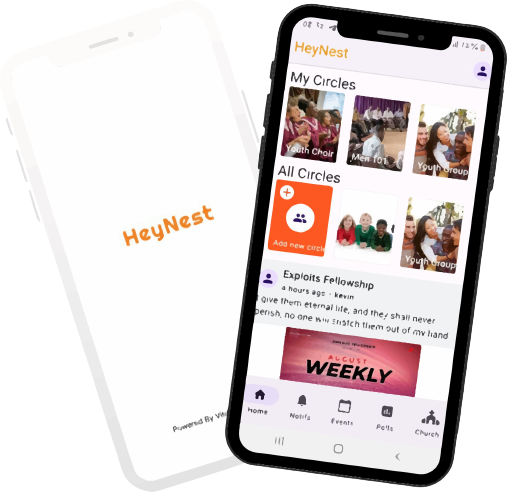 HeyNest
Powered By
12%
HeyNest
My Circles
Youth Choir
Men 101
Youth Group
All Circles
Add new circle
Youth Group
Exploits Fellowship
4 hours ago · kevin
give them eternal life, and they shall never
perish, no one will snatch them out of my hand
AUGUST
WEEKLY
Home
Notifs
Events
Polls
Church